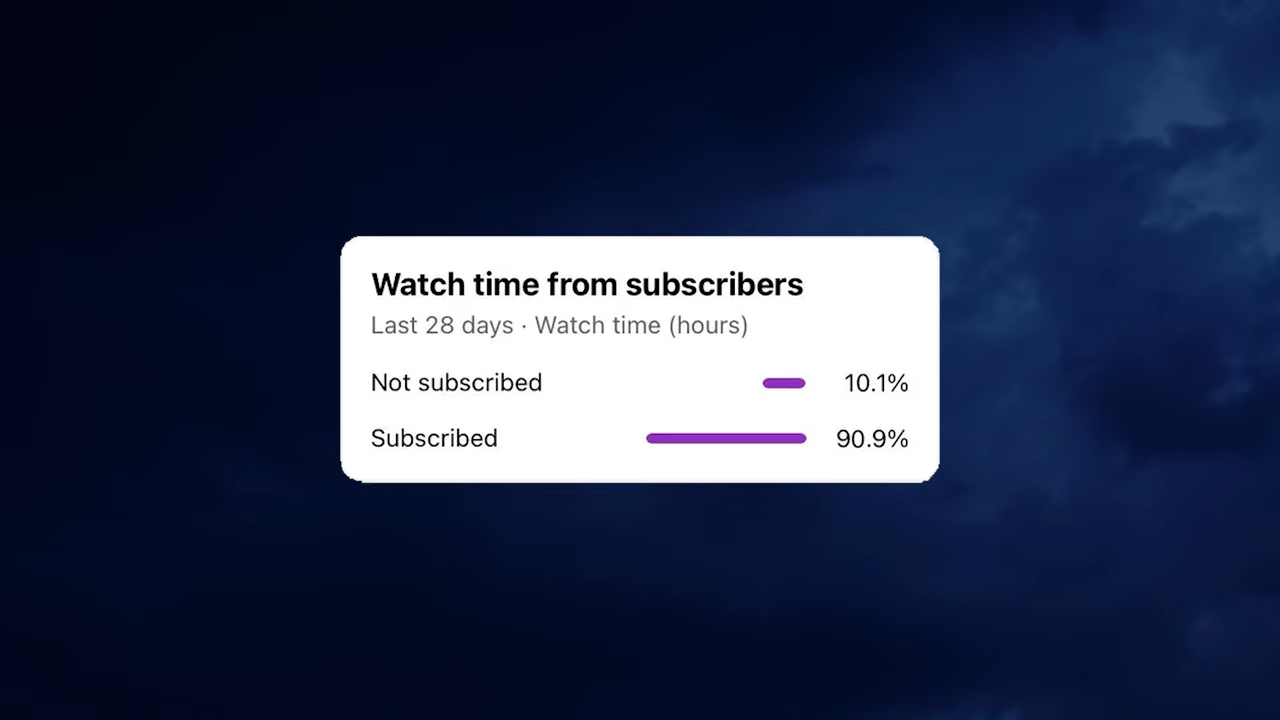 Watch time from subscribers
Last 28 days · Watch time (hours)
Not subscribed 10.1%
Subscribed 90.9%